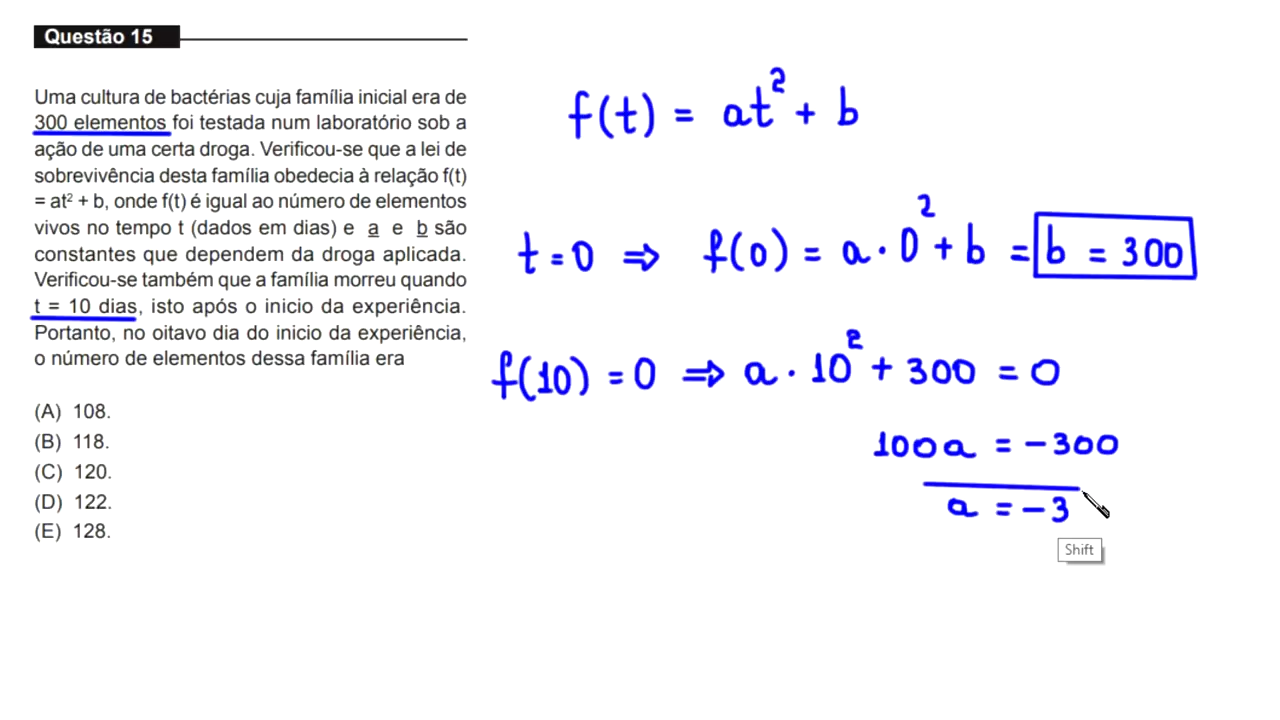 Questão 15
Uma cultura de bactérias cuja família inicial era de
300 elementos foi testada num laboratório sob a
ação de uma certa droga. Verificou-se que a lei de
sobrevivência desta família obedecia à relação f(t)
= at² + b, onde f(t) é igual ao número de elementos
vivos no tempo t (dados em dias) e a e b são
constantes que dependem da droga aplicada.
Verificou-se também que a família morreu quando
t = 10 dias, isto após o inicio da experiência.
Portanto, no oitavo dia do inicio da experiência,
o número de elementos dessa família era
(A) 108.
(B) 118.
(C) 120.
(D) 122.
(E) 128.
f(t) = at² + b
t = 0 ⇒ f(0) = a · 0² + b = b = 300
f(10) = 0 ⇒ a · 10² + 300 = 0
100a = -300
a = -3
Shift